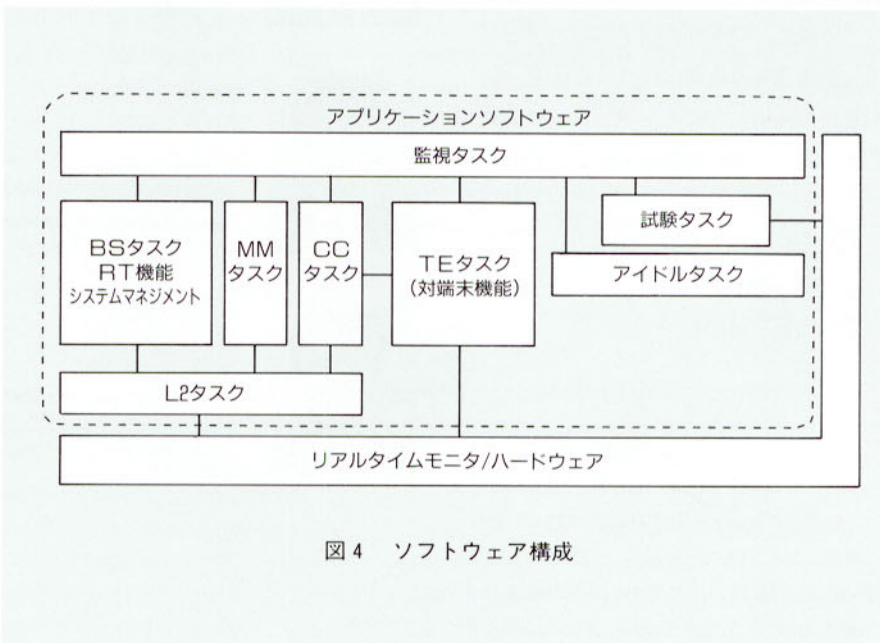 アプリケーションソフトウェア
監視タスク
BSタスク
RT機能
システムマネジメント
MM
タスク
CC
タスク
TEタスク
(対端末機能)
試験タスク
アイドルタスク
L2タスク
リアルタイムモニタ/ハードウェア
図4 ソフトウェア構成